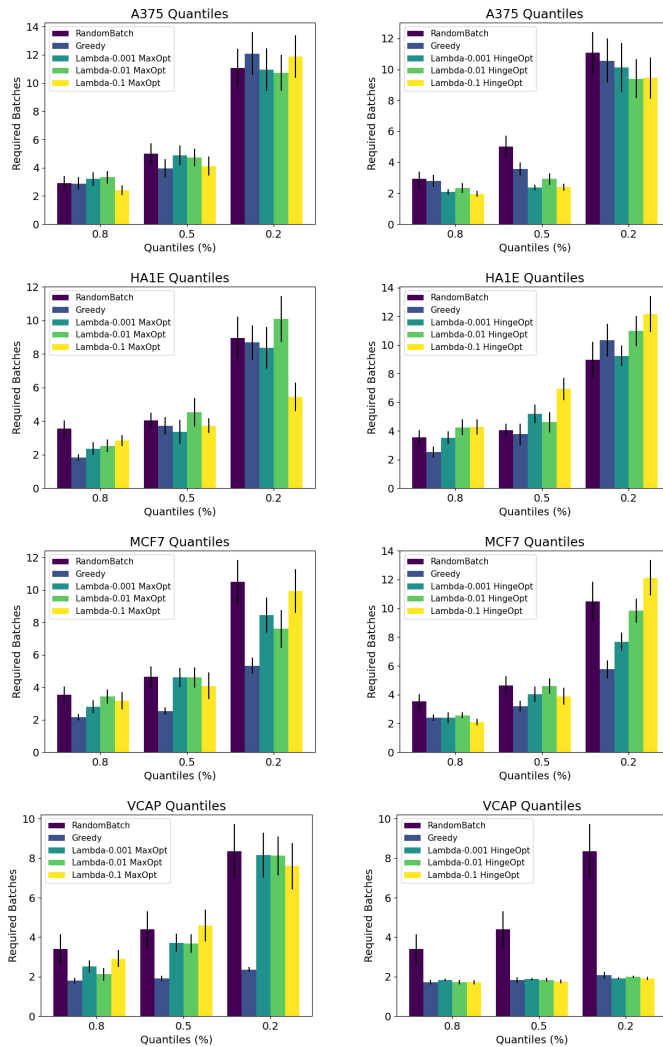 A375 Quantiles
Required Batches
14
12
10
8
6
4
2
0
RandomBatch
Greedy
Lambda-0.001 MaxOpt
Lambda-0.01 MaxOpt
Lambda-0.1 MaxOpt
0.8
0.5
0.2
Quantiles (%)
A375 Quantiles
Required Batches
12
10
8
6
4
2
0
RandomBatch
Greedy
Lambda-0.001 HingeOpt
Lambda-0.01 HingeOpt
Lambda-0.1 HingeOpt
0.8
0.5
0.2
Quantiles (%)
HA1E Quantiles
Required Batches
12
10
8
6
4
2
0
RandomBatch
Greedy
Lambda-0.001 MaxOpt
Lambda-0.01 MaxOpt
Lambda-0.1 MaxOpt
0.8
0.5
0.2
Quantiles (%)
HA1E Quantiles
Required Batches
14
12
10
8
6
4
2
0
RandomBatch
Greedy
Lambda-0.001 HingeOpt
Lambda-0.01 HingeOpt
Lambda-0.1 HingeOpt
0.8
0.5
0.2
Quantiles (%)
MCF7 Quantiles
Required Batches
12
10
8
6
4
2
0
RandomBatch
Greedy
Lambda-0.001 MaxOpt
Lambda-0.01 MaxOpt
Lambda-0.1 MaxOpt
0.8
0.5
0.2
Quantiles (%)
MCF7 Quantiles
Required Batches
14
12
10
8
6
4
2
0
RandomBatch
Greedy
Lambda-0.001 HingeOpt
Lambda-0.01 HingeOpt
Lambda-0.1 HingeOpt
0.8
0.5
0.2
Quantiles (%)
VCAP Quantiles
Required Batches
10
8
6
4
2
0
RandomBatch
Greedy
Lambda-0.001 MaxOpt
Lambda-0.01 MaxOpt
Lambda-0.1 MaxOpt
0.8
0.5
0.2
Quantiles (%)
VCAP Quantiles
Required Batches
10
8
6
4
2
0
RandomBatch
Greedy
Lambda-0.001 HingeOpt
Lambda-0.01 HingeOpt
Lambda-0.1 HingeOpt
0.8
0.5
0.2
Quantiles (%)